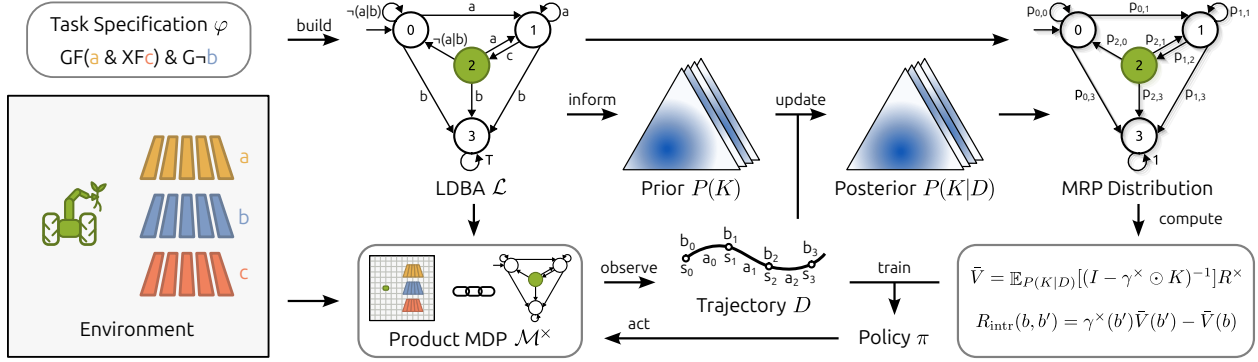 Task Specification φ
GF(a & XFc) & G¬b
a
b
c
Environment
build
¬(a|b)
a
a
0
1
¬(a|b)
a
c
2
b
b
b
3
⊤
LDBA ℒ
inform
Prior P(K)
update
Posterior P(K|D)
p0,0
p0,1
p1,1
0
1
p2,0
p2,1
p1,2
2
p0,3
p2,3
p1,3
3
1
MRP Distribution
compute
Product MDP ℳ×
observe
b0
b1
b2
b3
s0
a0
s1
a1
s2
a2
s3
Trajectory D
train
act
Policy π
V̄ = 𝔼P(K|D)[(I − γ× ⊙ K)−1]R×
Rintr(b, b′) = γ×(b′)V̄(b′) − V̄(b)